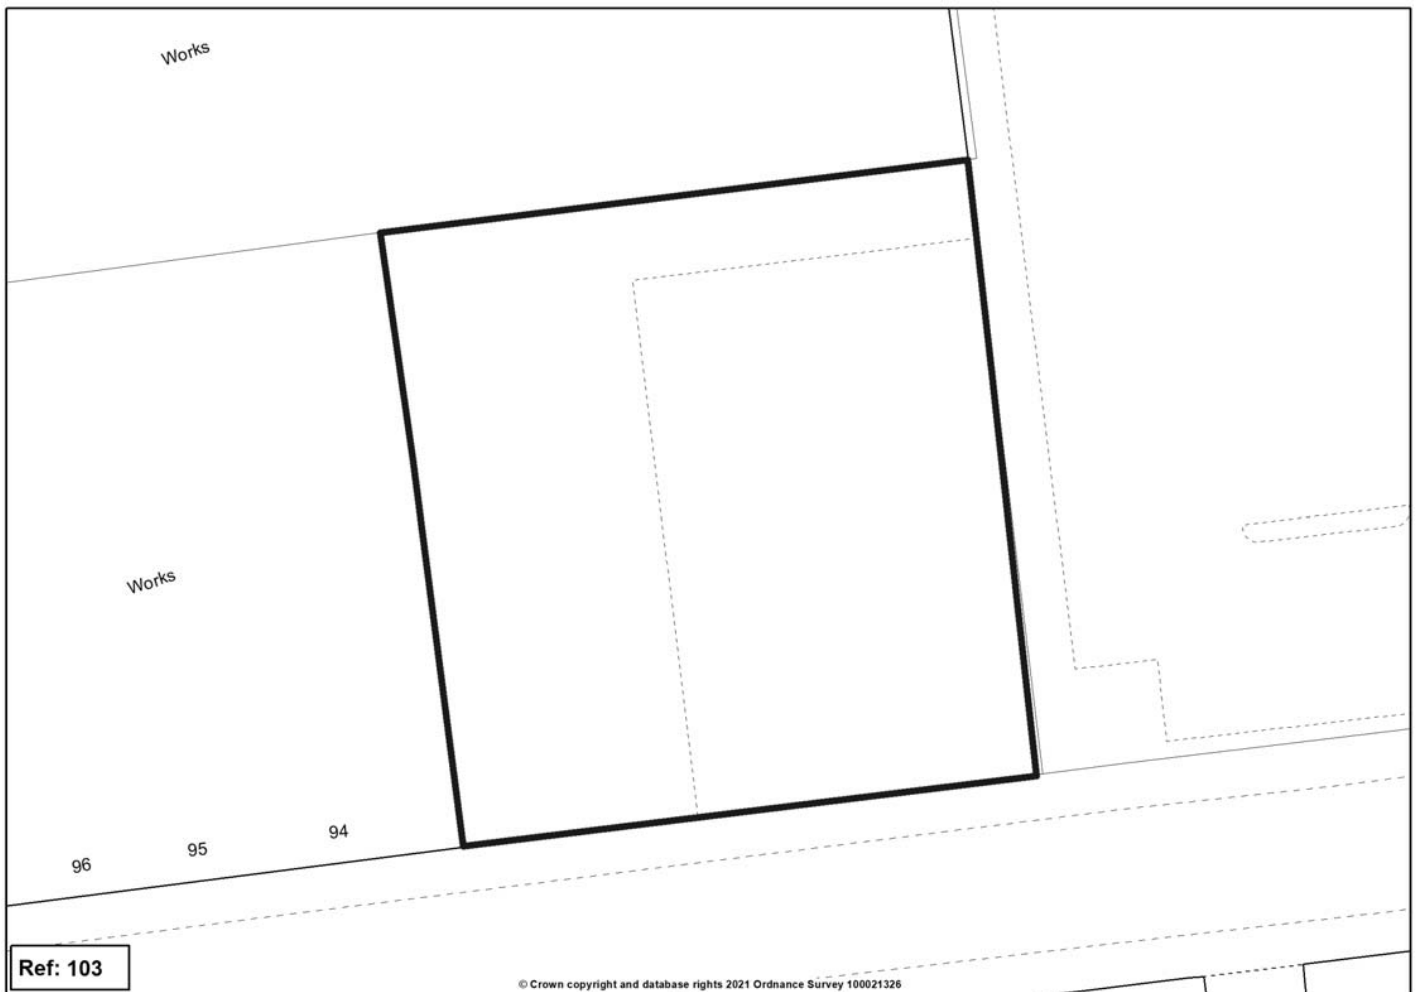 Works
Works
94
95
96
Ref: 103
© Crown copyright and database rights 2021 Ordnance Survey 100021326